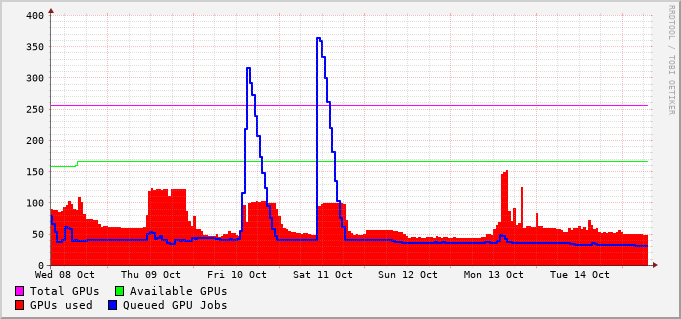 400
350
300
250
200
150
100
50
0
Wed 08 Oct Thu 09 Oct Fri 10 Oct Sat 11 Oct Sun 12 Oct Mon 13 Oct Tue 14 Oct
Total GPUs Available GPUs
GPUs used Queued GPU Jobs
RRDTOOL / TOBI OETIKER